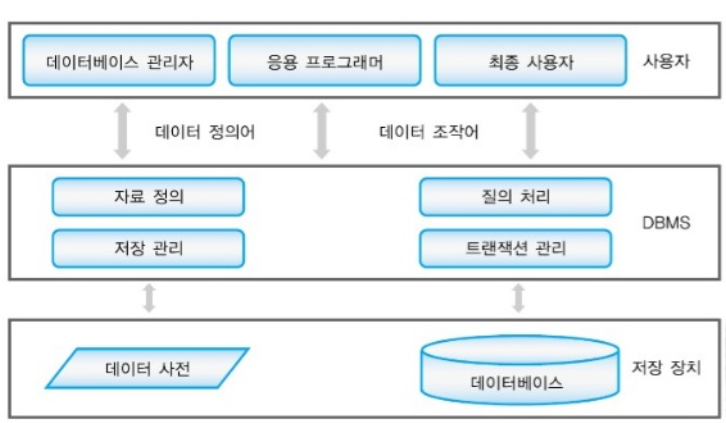 데이터베이스 관리자 응용 프로그래머 최종 사용자 사용자
데이터 정의어 데이터 조작어
자료 정의 질의 처리
DBMS
저장 관리 트랜잭션 관리
데이터 사전 데이터베이스 저장 장치